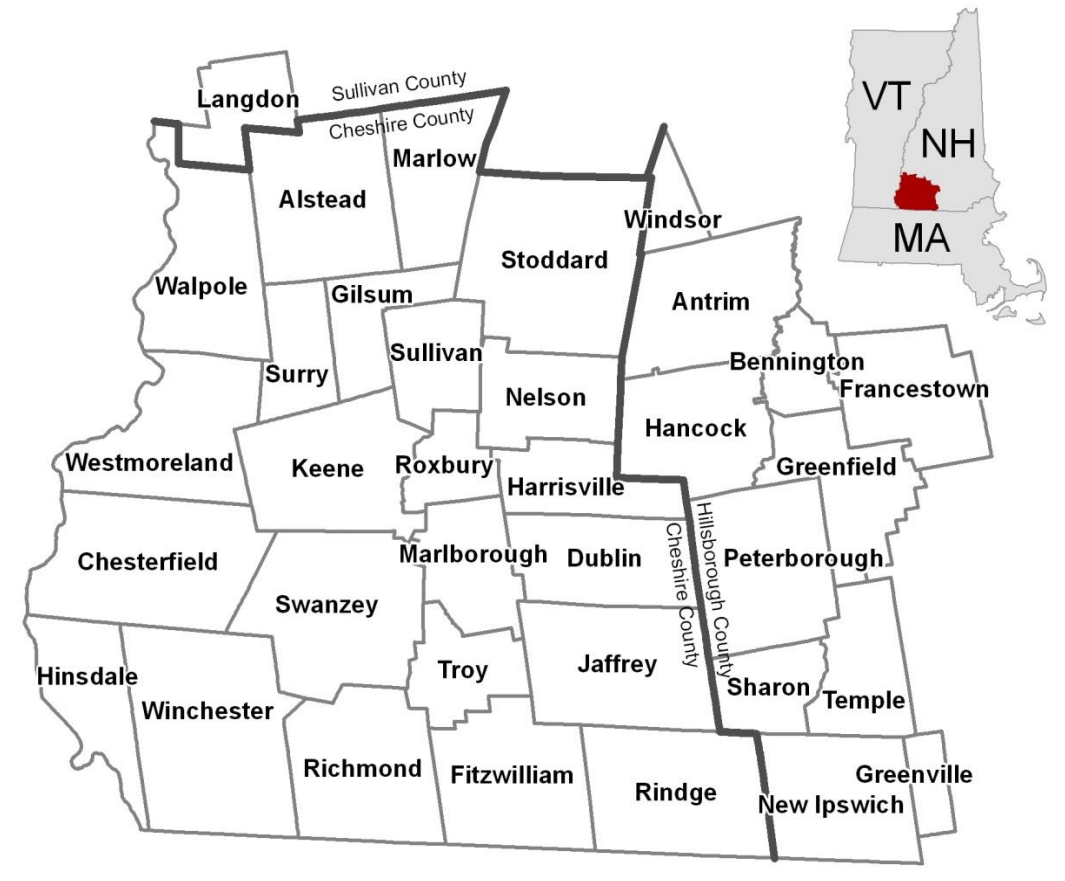 Langdon
Sullivan County
Cheshire County
VT
NH
MA
Marlow
Alstead
Windsor
Stoddard
Walpole
Gilsum
Antrim
Sullivan
Surry
Bennington
Francestown
Nelson
Hancock
Westmoreland
Keene
Roxbury
Greenfield
Harrisville
Hillsborough County
Cheshire County
Chesterfield
Marlborough
Dublin
Peterborough
Swanzey
Hinsdale
Troy
Jaffrey
Sharon
Temple
Winchester
Richmond
Fitzwilliam
Rindge
Greenville
New Ipswich